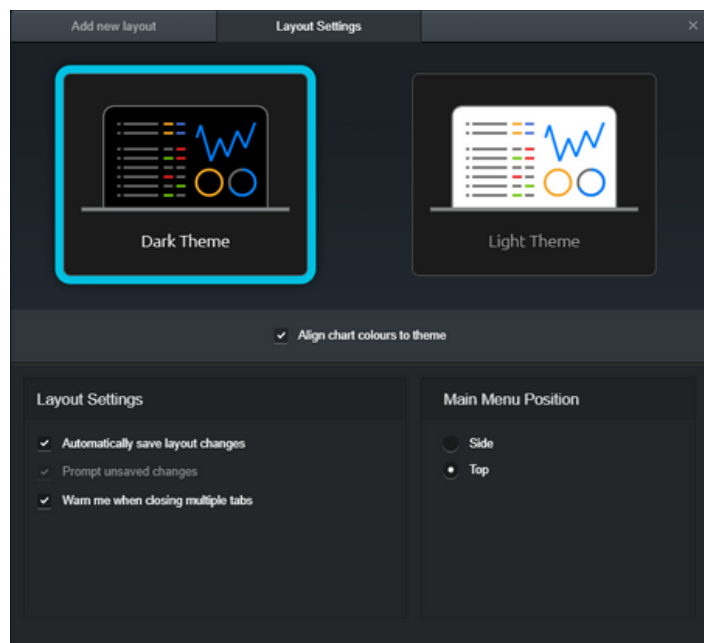 Add new layout
Layout Settings
Dark Theme
Light Theme
Align chart colours to theme
Layout Settings
Automatically save layout changes
Prompt unsaved changes
Warn me when closing multiple tabs
Main Menu Position
Side
Top